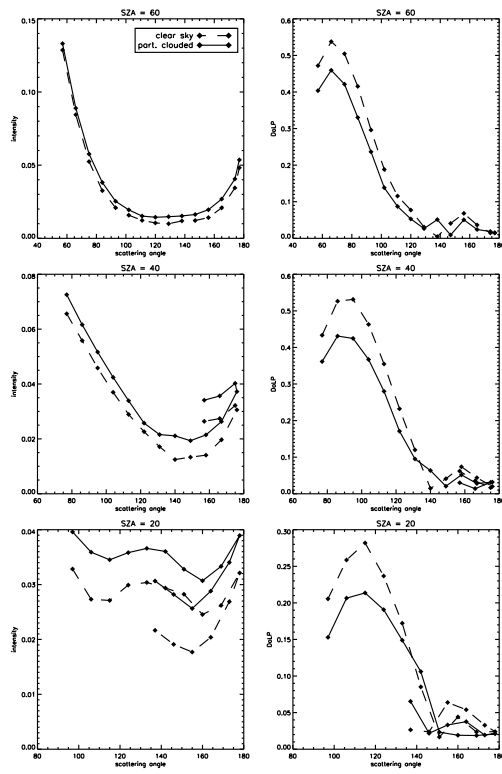 SZA = 60
0.15
clear sky
part. clouded
0.10
intensity
0.05
0.00
40 60 80 100 120 140 160 180
scattering angle
SZA = 60
0.6
0.5
0.4
DoLP
0.3
0.2
0.1
0.0
40 60 80 100 120 140 160 180
scattering angle
SZA = 40
0.08
0.06
intensity
0.04
0.02
0.00
60 80 100 120 140 160 180
scattering angle
SZA = 40
0.6
0.5
0.4
DoLP
0.3
0.2
0.1
0.0
60 80 100 120 140 160 180
scattering angle
SZA = 20
0.04
0.03
intensity
0.02
0.01
0.00
80 100 120 140 160 180
scattering angle
SZA = 20
0.30
0.25
0.20
DoLP
0.15
0.10
0.05
0.00
80 100 120 140 160 180
scattering angle